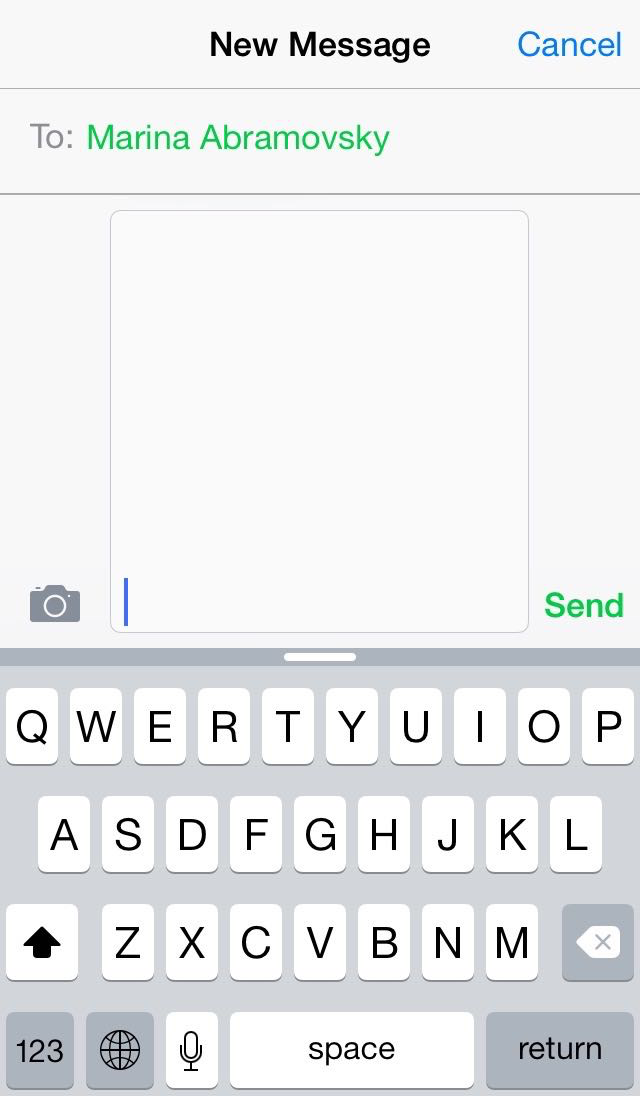 New Message Cancel
To: Marina Abramovsky
Send
Q W E R T Y U I O P
A S D F G H J K L
Z X C V B N M
123 space return